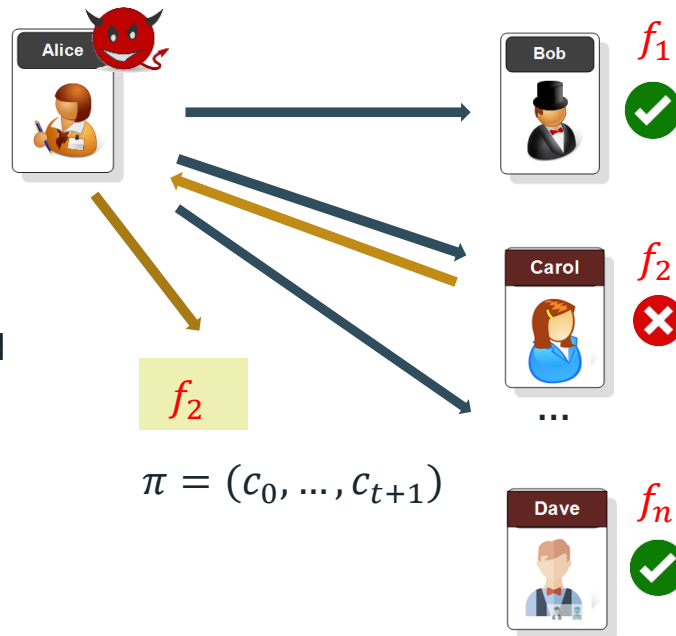 Alice
Bob
f₁
Carol
f₂
...
f₂
π = (c₀, ..., cₜ₊₁)
Dave
fₙ